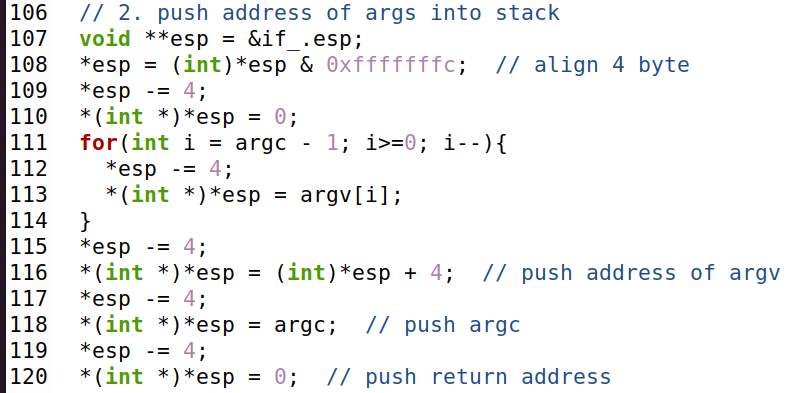 106 // 2. push address of args into stack
107 void **esp = &if_.esp;
108 *esp = (int)*esp & 0xfffffffc; // align 4 byte
109 *esp -= 4;
110 *(int *)*esp = 0;
111 for(int i = argc - 1; i>=0; i--){
112 *esp -= 4;
113 *(int *)*esp = argv[i];
114 }
115 *esp -= 4;
116 *(int *)*esp = (int)*esp + 4; // push address of argv
117 *esp -= 4;
118 *(int *)*esp = argc; // push argc
119 *esp -= 4;
120 *(int *)*esp = 0; // push return address